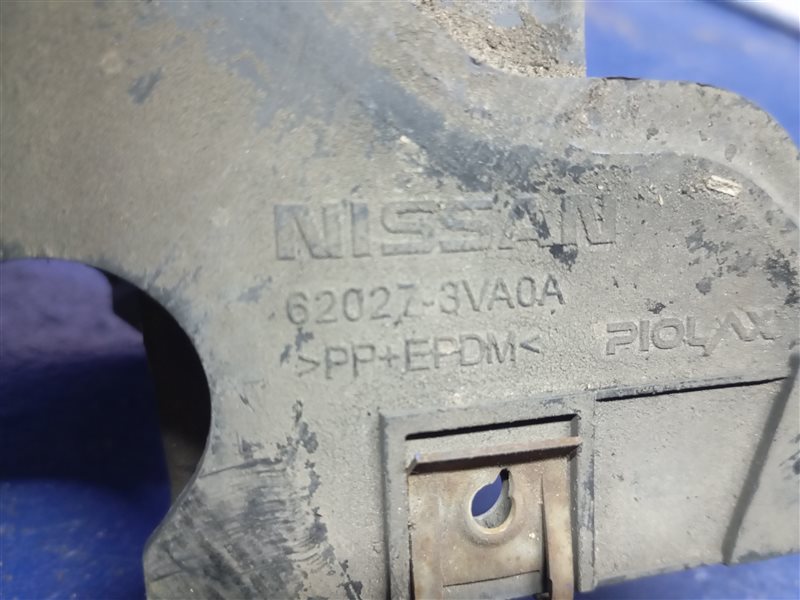 NISSAN
62027-3VA0A
>PP+EPDM<
PIOLAX